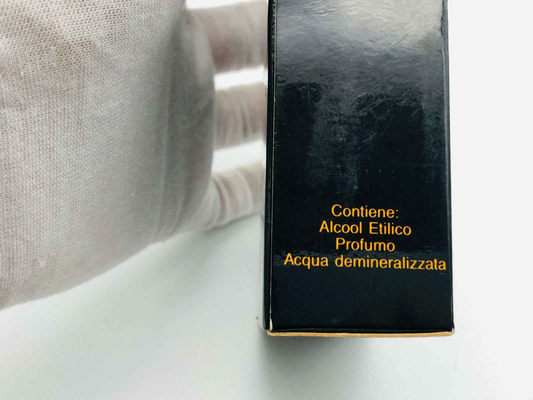 Contiene:
Alcool Etilico
Profumo
Acqua demineralizzata